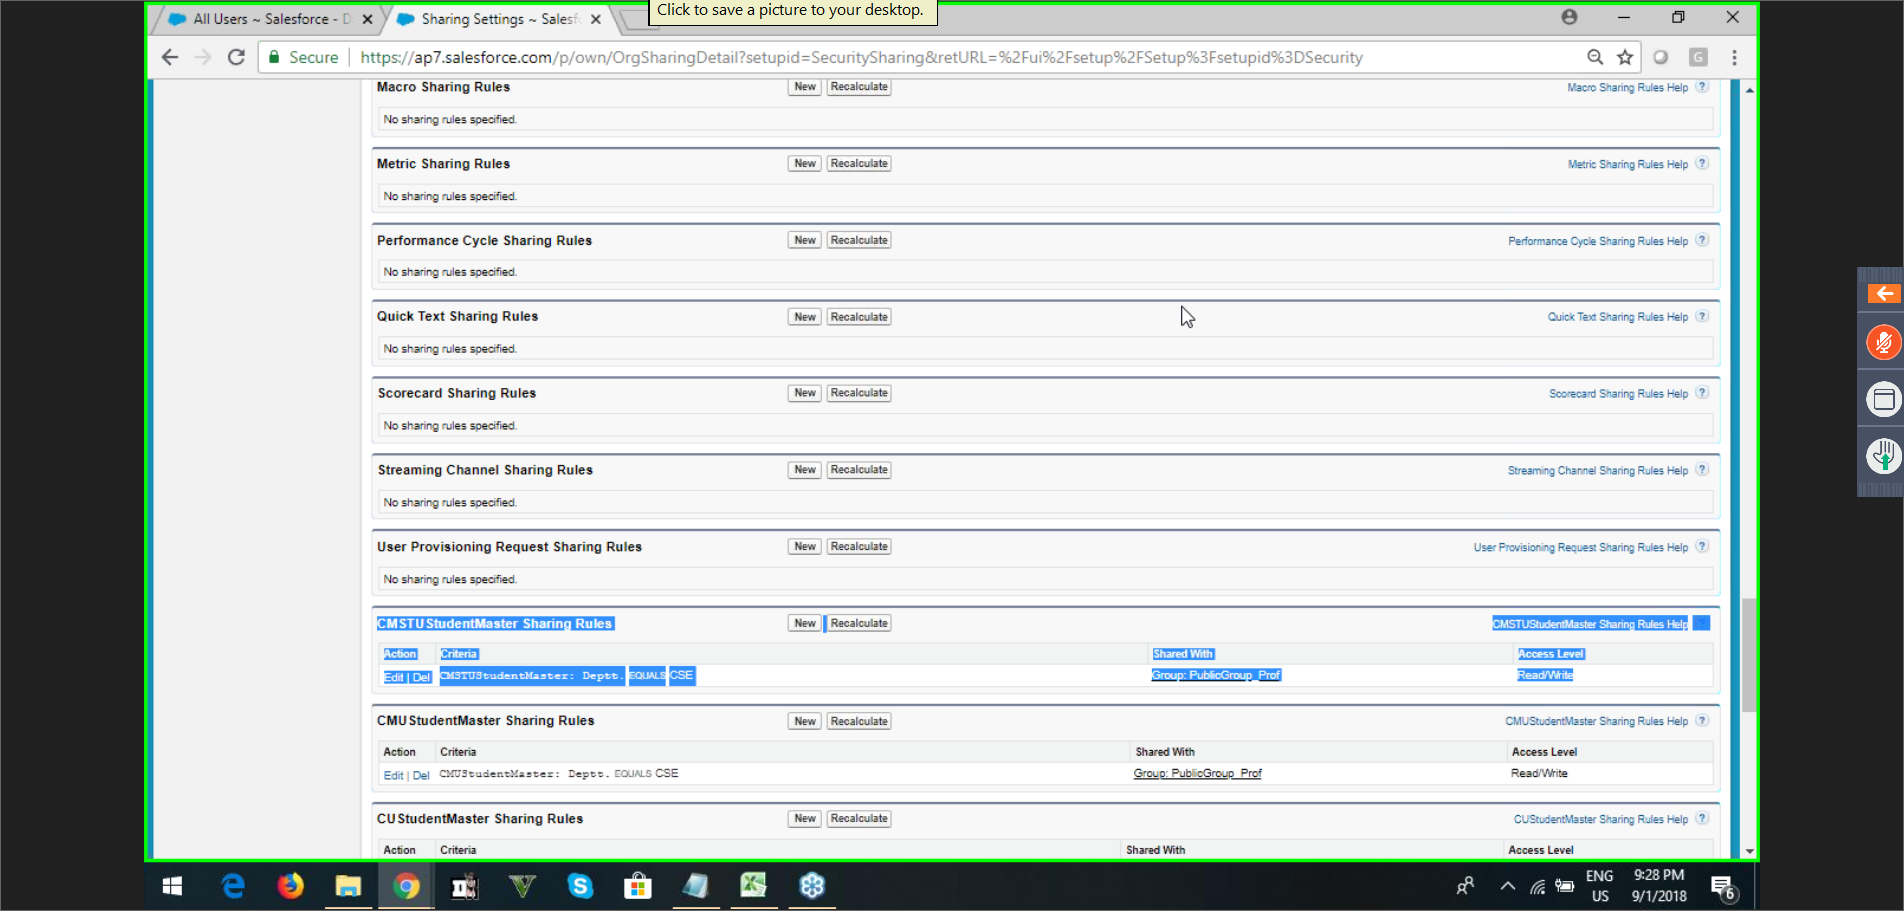 Click to save a picture to your desktop.
All Users ~ Salesforce - D
Sharing Settings ~ Salesf
Secure
https://ap7.salesforce.com/p/own/OrgSharingDetail?setupid=SecuritySharing&retURL=%2Fui%2Fsetup%2FSetup%3Fsetupid%3DSecurity
G
Macro Sharing Rules New Recalculate Macro Sharing Rules Help ?
No sharing rules specified.
Metric Sharing Rules New Recalculate Metric Sharing Rules Help ?
No sharing rules specified.
Performance Cycle Sharing Rules New Recalculate Performance Cycle Sharing Rules Help ?
No sharing rules specified.
Quick Text Sharing Rules New Recalculate Quick Text Sharing Rules Help ?
No sharing rules specified.
Scorecard Sharing Rules New Recalculate Scorecard Sharing Rules Help ?
No sharing rules specified.
Streaming Channel Sharing Rules New Recalculate Streaming Channel Sharing Rules Help ?
No sharing rules specified.
User Provisioning Request Sharing Rules New Recalculate User Provisioning Request Sharing Rules Help ?
No sharing rules specified.
CMSTUStudentMaster Sharing Rules New Recalculate CMSTUStudentMaster Sharing Rules Help ?
Action Criteria Shared With Access Level
Edit | Del CMSTUStudentMaster: Deptt. EQUALS CSE Group: PublicGroup_Prof Read/Write
CMUStudentMaster Sharing Rules New Recalculate CMUStudentMaster Sharing Rules Help ?
Action Criteria Shared With Access Level
Edit | Del CMUStudentMaster: Deptt. EQUALS CSE Group: PublicGroup_Prof Read/Write
CUStudentMaster Sharing Rules New Recalculate CUStudentMaster Sharing Rules Help ?
Action Criteria Shared With Access Level
ENG
US
9:28 PM
9/1/2018
6